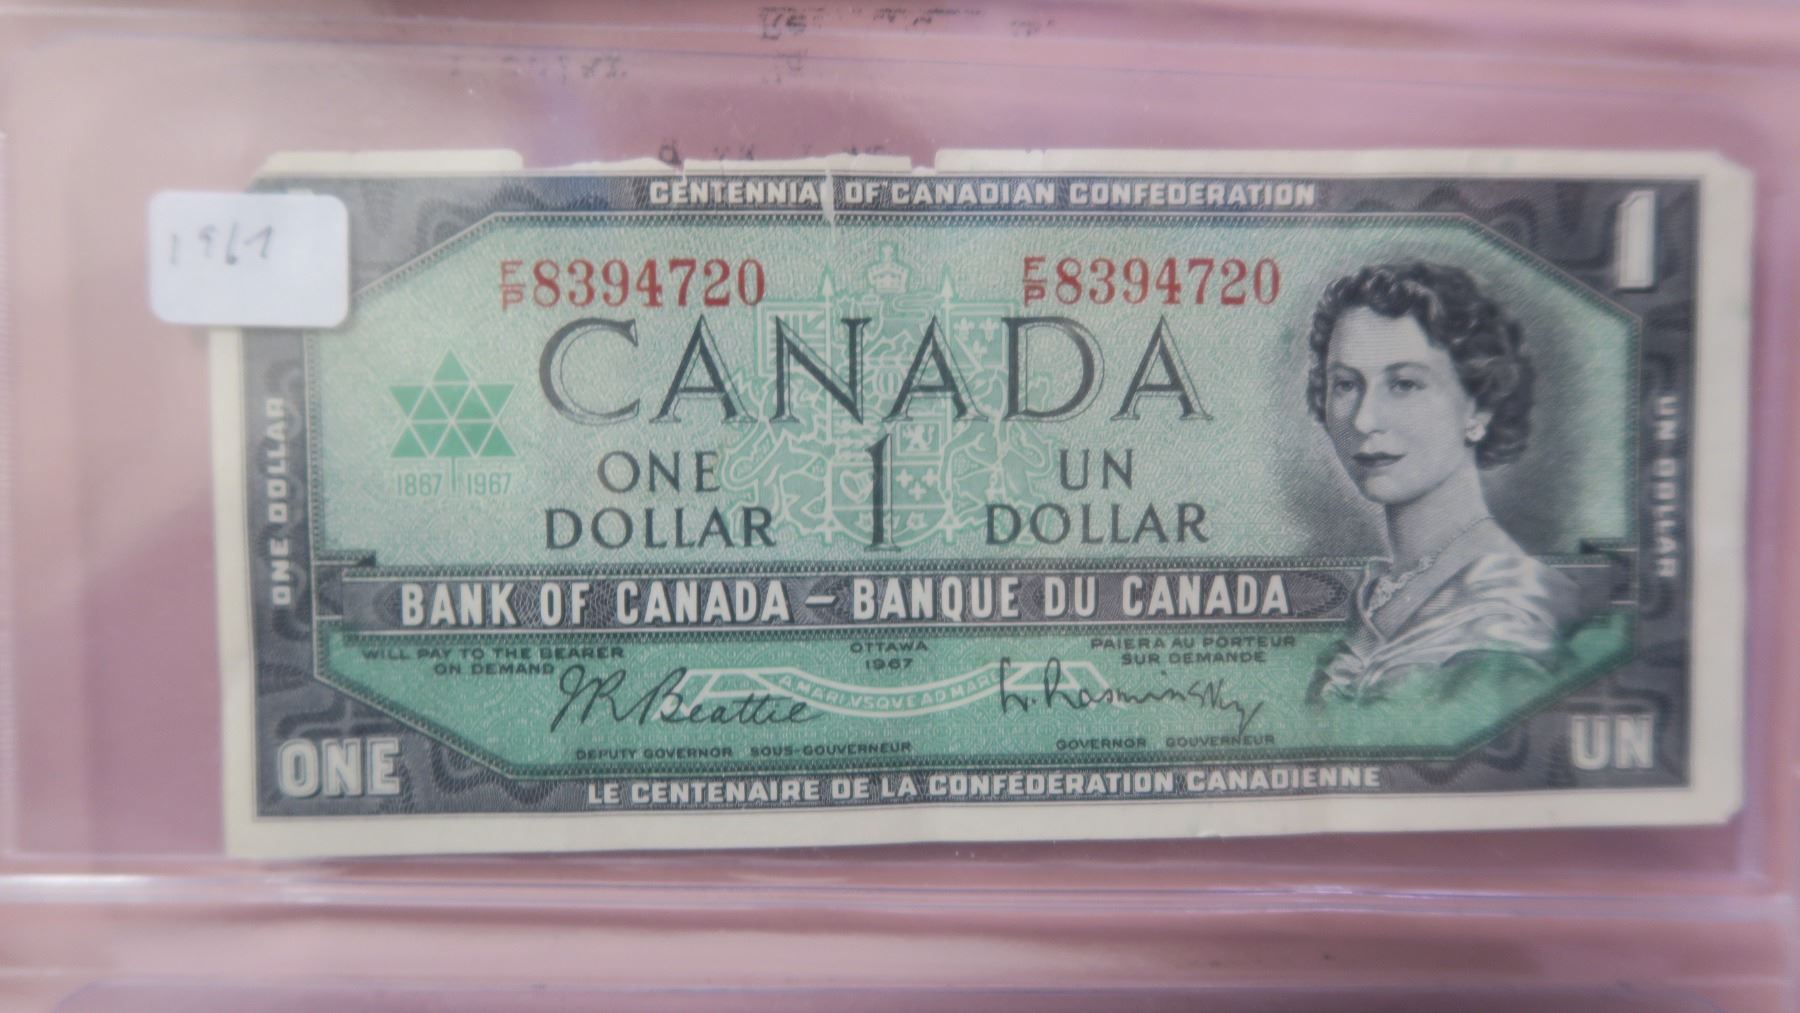 1967
CENTENNIAL OF CANADIAN CONFEDERATION
1
F/P 8394720 F/P 8394720
CANADA
1867 1967
ONE DOLLAR 1 UN DOLLAR
ONE DOLLAR
UN DOLLAR
BANK OF CANADA – BANQUE DU CANADA
WILL PAY TO THE BEARER ON DEMAND
OTTAWA
1967
PAIERA AU PORTEUR SUR DEMANDE
A MARI VSQVE AD MARE
J.R. Beattie
L. Rasminsky
DEPUTY GOVERNOR SOUS-GOUVERNEUR
GOVERNOR GOUVERNEUR
ONE
UN
LE CENTENAIRE DE LA CONFÉDÉRATION CANADIENNE